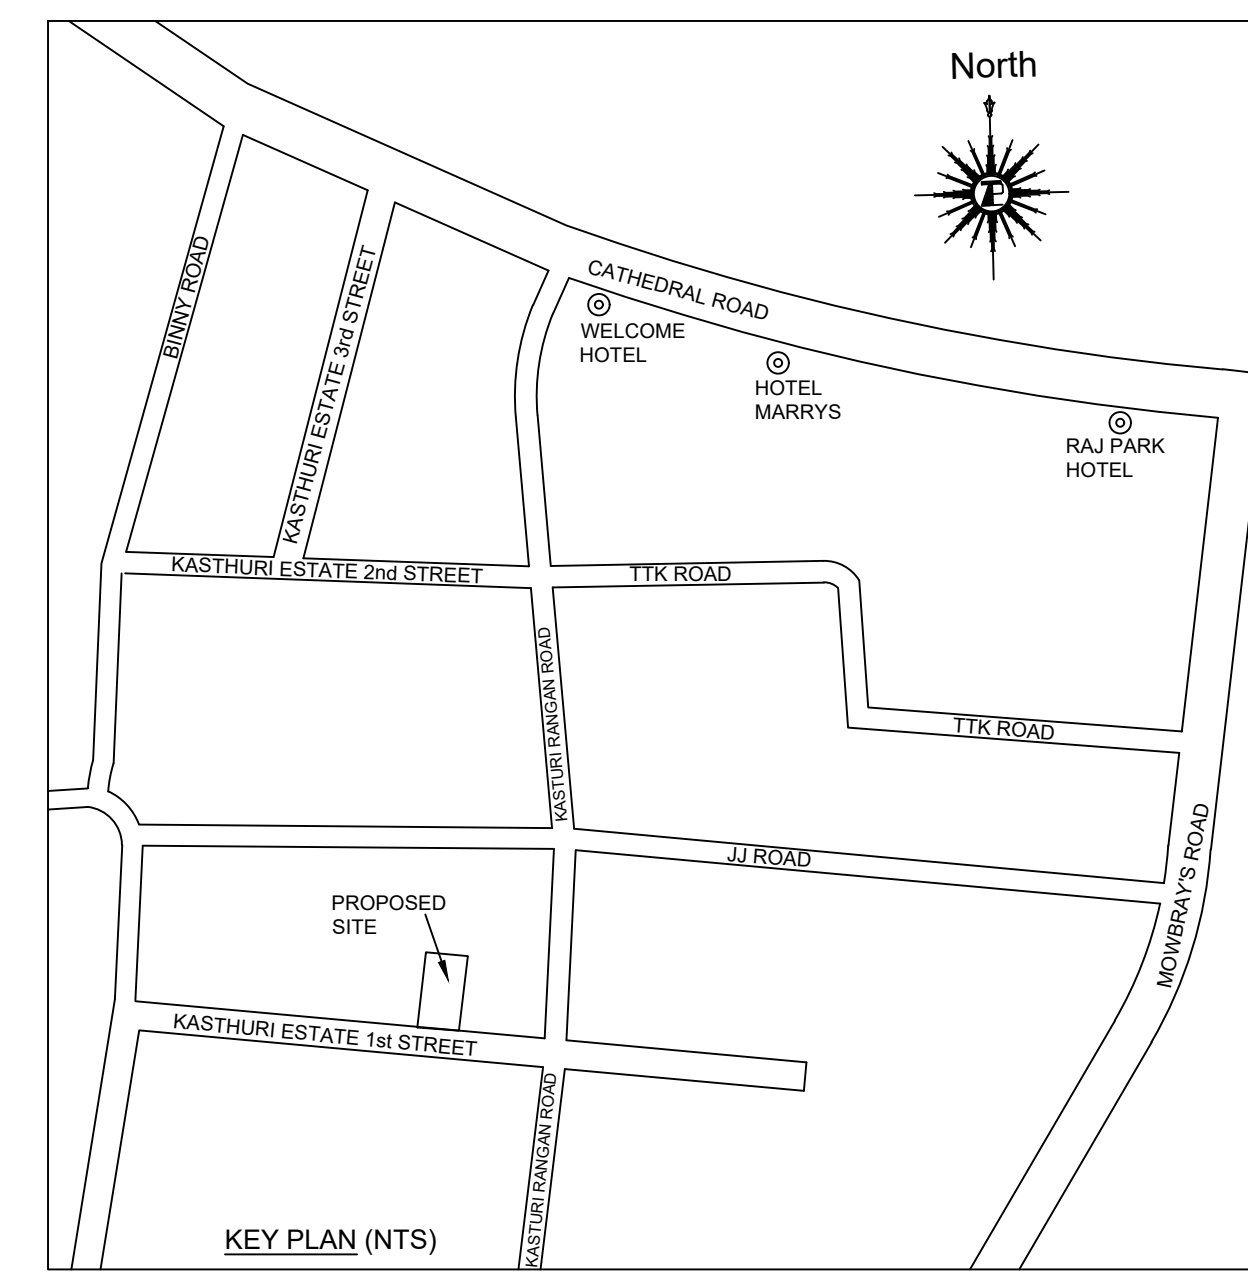 North
CATHEDRAL ROAD
BINNY ROAD
KASTHURI ESTATE 3rd STREET
WELCOME
HOTEL
HOTEL
MARRYS
RAJ PARK
HOTEL
KASTHURI ESTATE 2nd STREET
TTK ROAD
KASTURI RANGAN ROAD
TTK ROAD
JJ ROAD
MOWBRAY'S ROAD
PROPOSED
SITE
KASTHURI ESTATE 1st STREET
KASTURI RANGAN ROAD
KEY PLAN (NTS)